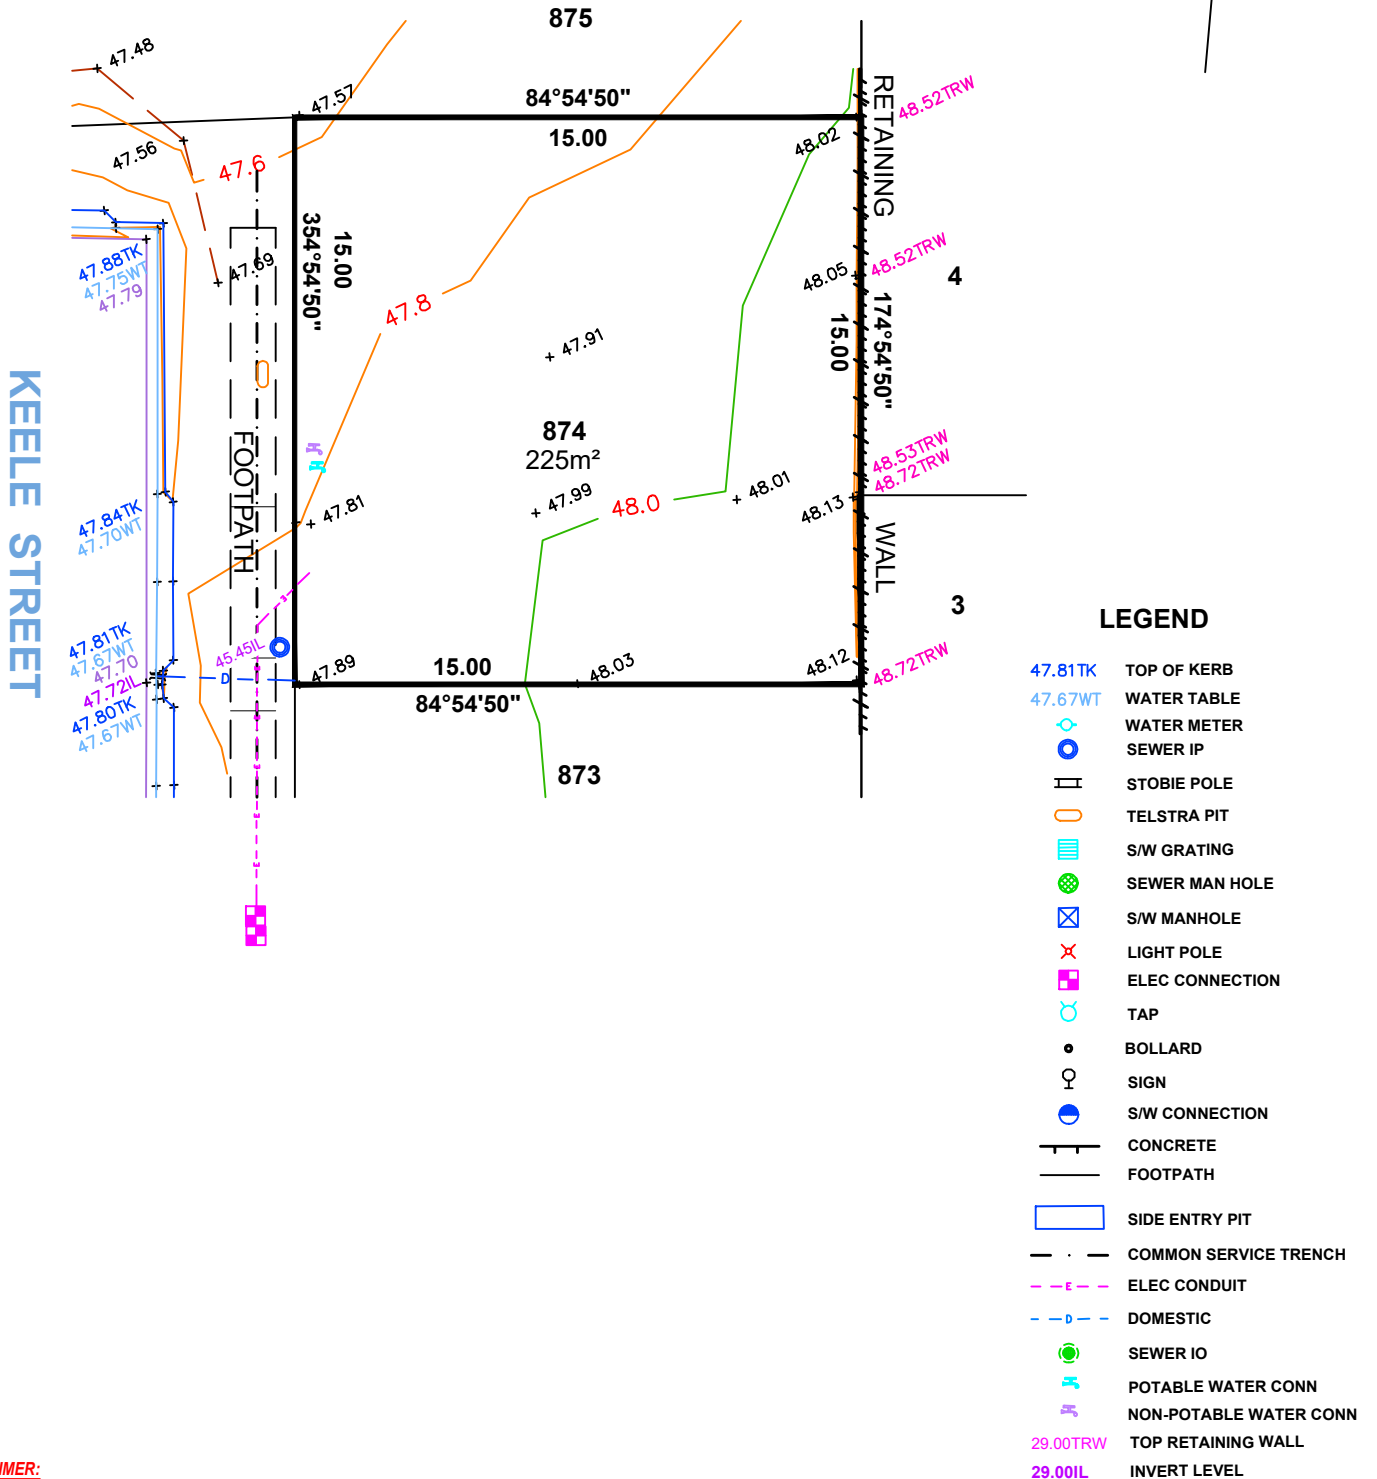 875
47.48
47.57
84°54'50"
15.00
48.02
48.52TRW
RETAINING
47.56
47.6
354°54'50"
15.00
47.88TK
47.75WT
47.79
47.69
47.8
48.05
48.52TRW
4
174°54'50"
15.00
47.91
KEELE STREET
FOOTPATH
874
225m²
48.53TRW
48.72TRW
47.81
47.99
48.0
48.01
48.13
WALL
47.84TK
47.70WT
3
47.81TK
47.67WT
47.70
47.72IL
47.80TK
47.67WT
45.45IL
D
47.89
15.00
48.03
48.12
48.72TRW
84°54'50"
873
LEGEND
47.81TK TOP OF KERB
47.67WT WATER TABLE
WATER METER
SEWER IP
STOBIE POLE
TELSTRA PIT
S/W GRATING
SEWER MAN HOLE
S/W MANHOLE
LIGHT POLE
ELEC CONNECTION
TAP
BOLLARD
SIGN
S/W CONNECTION
CONCRETE
FOOTPATH
SIDE ENTRY PIT
COMMON SERVICE TRENCH
E ELEC CONDUIT
D DOMESTIC
SEWER IO
POTABLE WATER CONN
NON-POTABLE WATER CONN
29.00TRW TOP RETAINING WALL
29.00IL INVERT LEVEL
IMER: